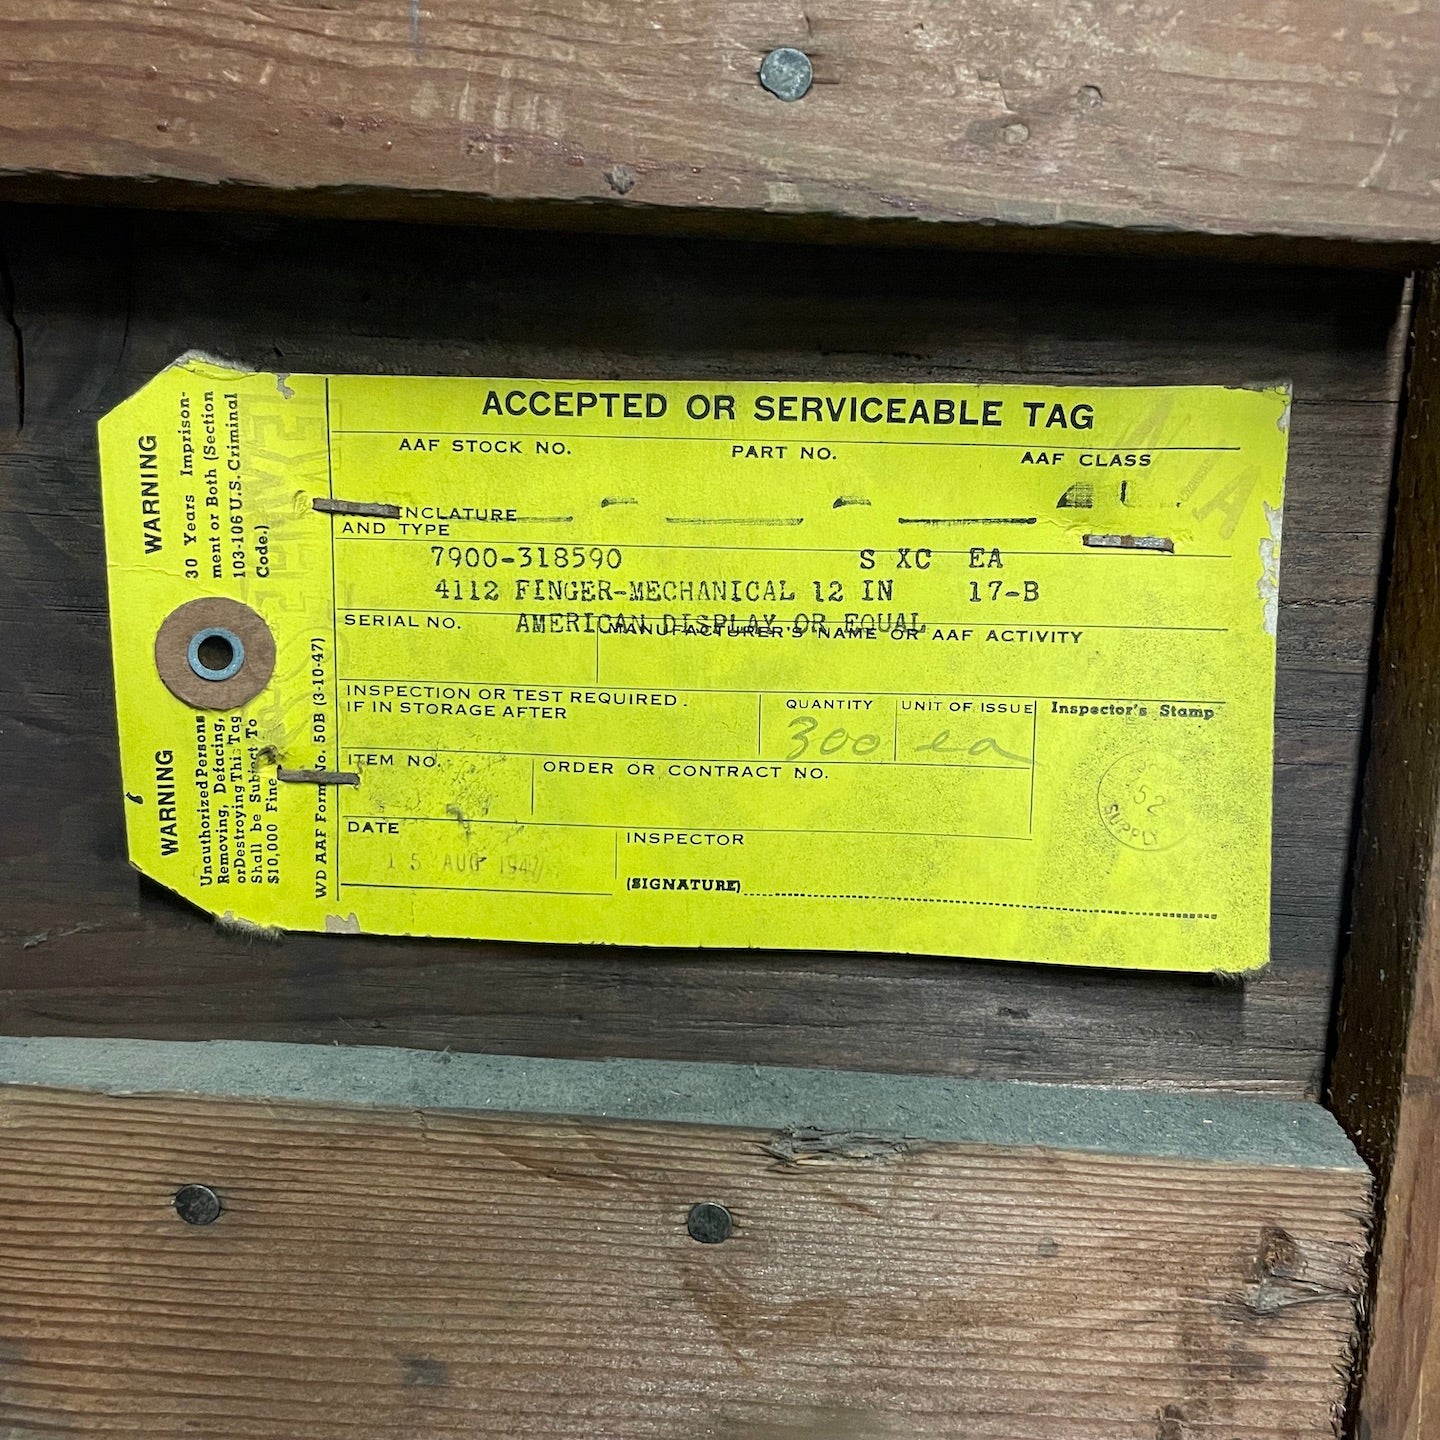 ACCEPTED OR SERVICEABLE TAG
AAF STOCK NO. PART NO. AAF CLASS
ENCLATURE
AND TYPE
7900-318590 S XC EA
4112 FINGER-MECHANICAL 12 IN 17-B
AMERICAN DISPLAY OR EQUAL
SERIAL NO. MANUFACTURER'S NAME OR AAF ACTIVITY
INSPECTION OR TEST REQUIRED.
IF IN STORAGE AFTER
QUANTITY UNIT OF ISSUE Inspector's Stamp
300 ea
ITEM NO. ORDER OR CONTRACT NO.
52
SUPPLY
DATE INSPECTOR
15 AUG 1947
(SIGNATURE)
WARNING
30 Years Imprison-
ment or Both (Section
103-106 U.S. Criminal
Code.)
WARNING
Unauthorized Persons
Removing, Defacing,
or Destroying This Tag
Shall be Subject To
$10,000 Fine
WD AAF Form No. 50B (3-10-47)